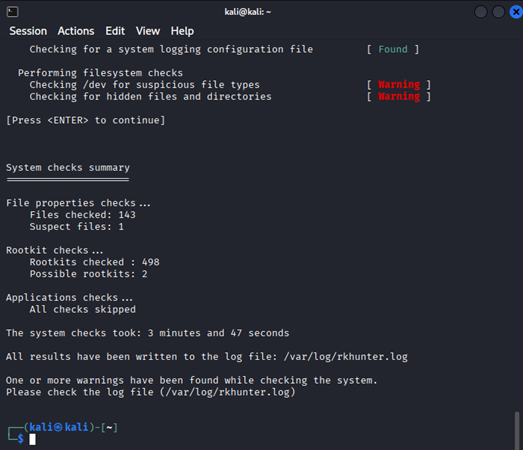 kali@kali: ~
Session Actions Edit View Help
Checking for a system logging configuration file [ Found ]
Performing filesystem checks
Checking /dev for suspicious file types [ Warning ]
Checking for hidden files and directories [ Warning ]
[Press <ENTER> to continue]
System checks summary
=====================
File properties checks...
Files checked: 143
Suspect files: 1
Rootkit checks...
Rootkits checked : 498
Possible rootkits: 2
Applications checks...
All checks skipped
The system checks took: 3 minutes and 47 seconds
All results have been written to the log file: /var/log/rkhunter.log
One or more warnings have been found while checking the system.
Please check the log file (/var/log/rkhunter.log)
┌──(kali㉿kali)-[~]
└─$